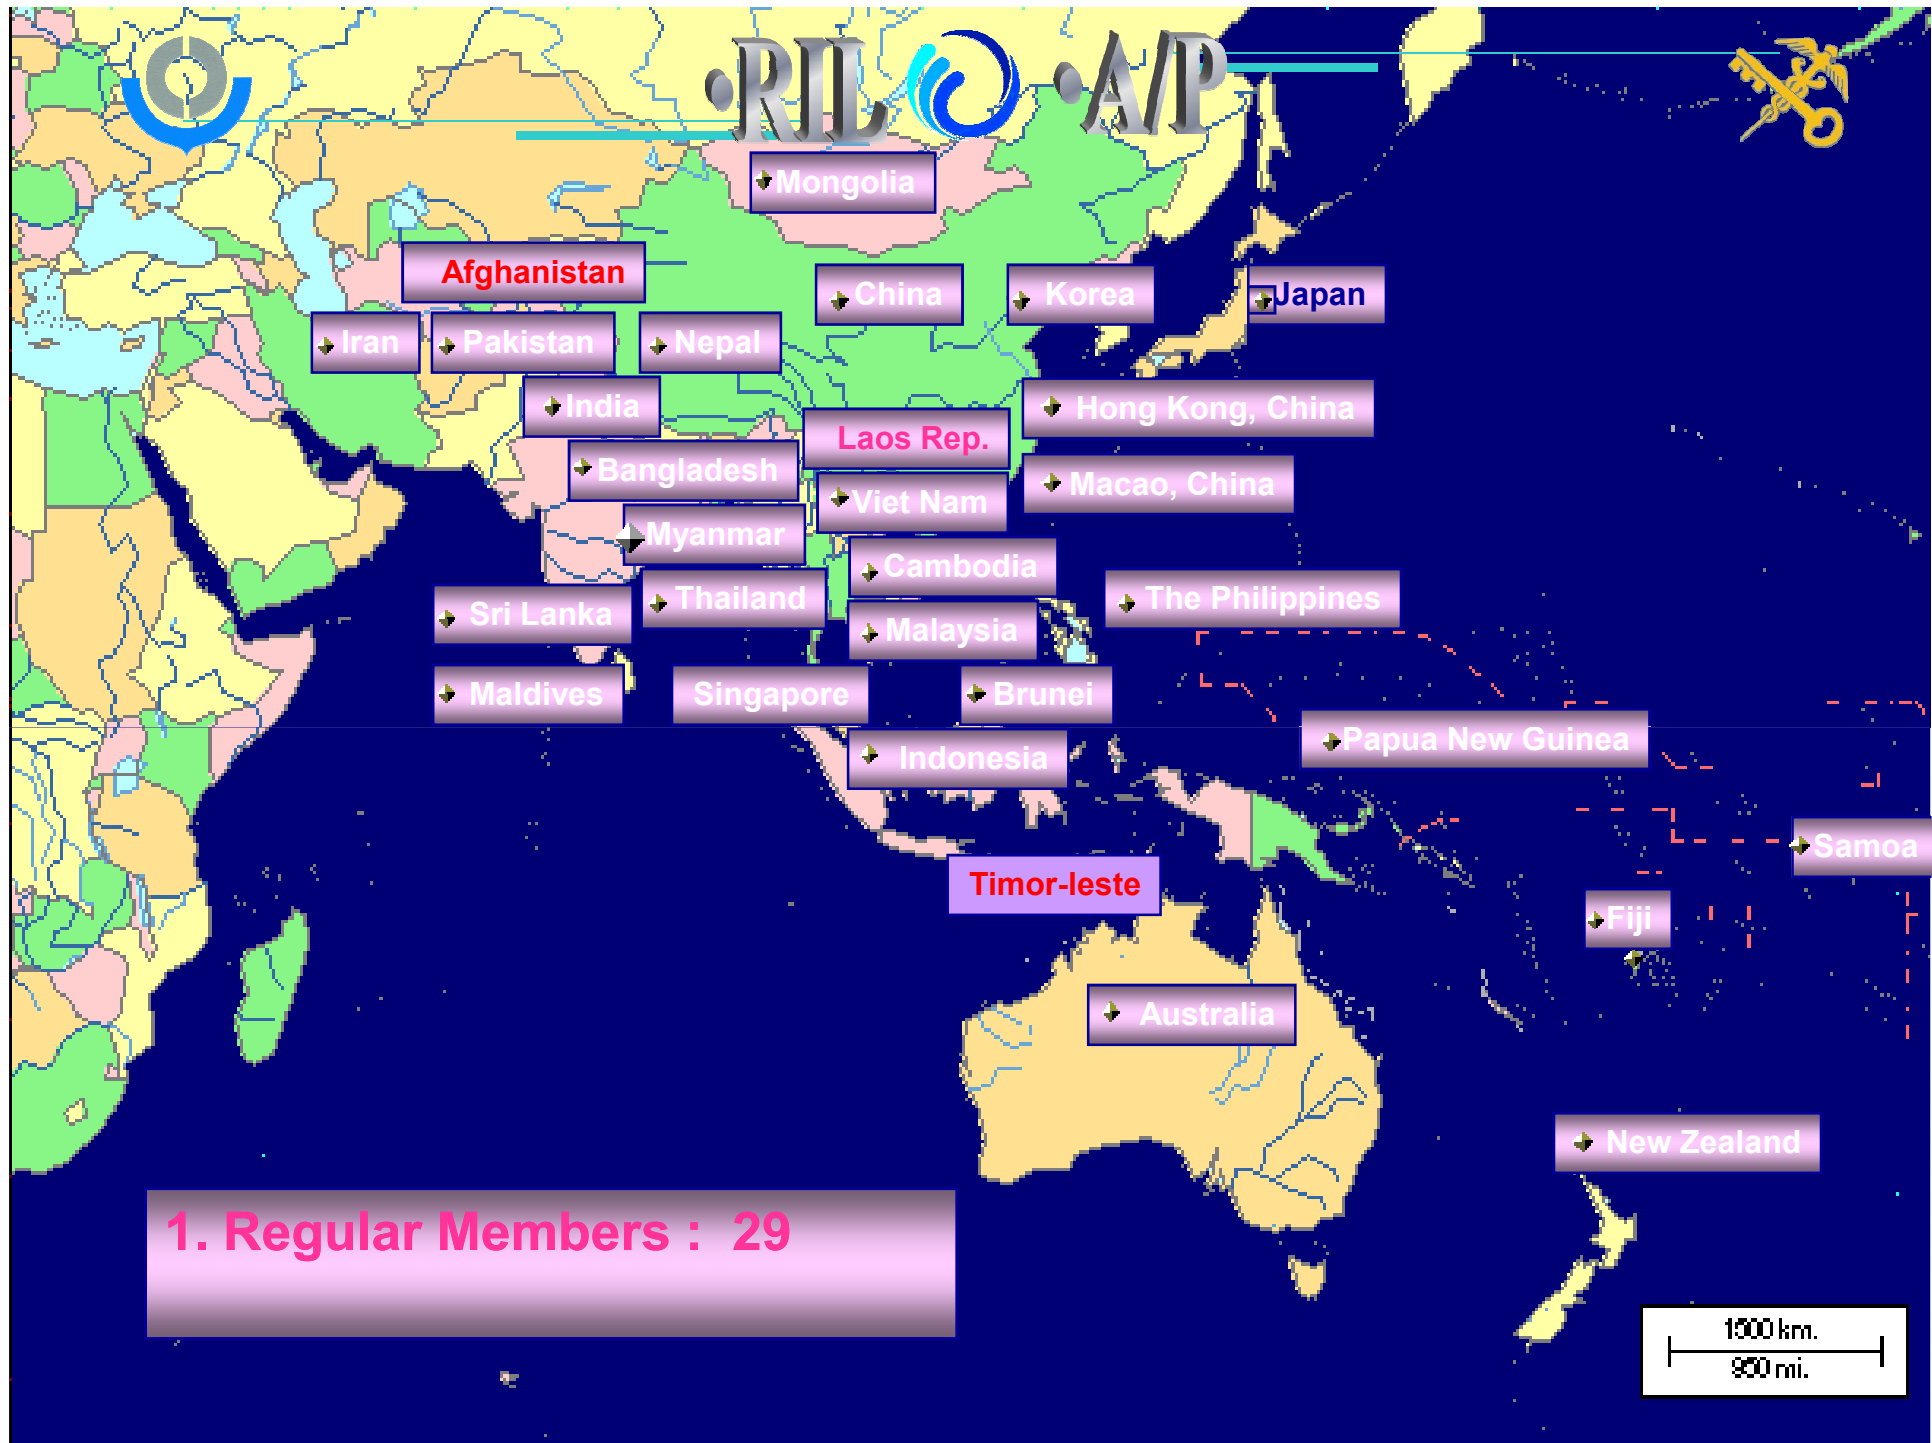 •RIL •A/P
Mongolia
Afghanistan
China
Korea
Japan
Iran
Pakistan
Nepal
India
Hong Kong, China
Laos Rep.
Bangladesh
Macao, China
Viet Nam
Myanmar
Cambodia
Sri Lanka
Thailand
The Philippines
Malaysia
Maldives
Singapore
Brunei
Papua New Guinea
Indonesia
Samoa
Timor-leste
Fiji
Australia
New Zealand
1. Regular Members : 29
1500 km.
950 mi.